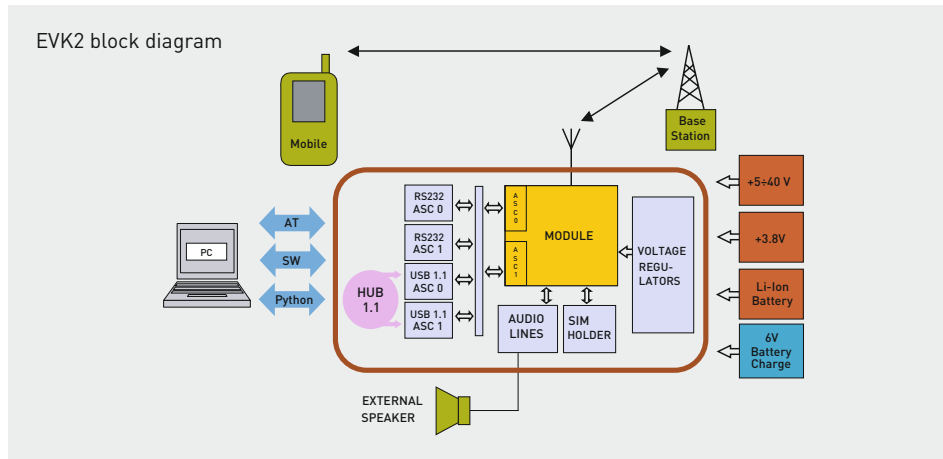 EVK2 block diagram
Mobile
Base
Station
PC
AT
SW
Python
HUB
1.1
RS232
ASC 0
RS232
ASC 1
USB 1.1
ASC 0
USB 1.1
ASC 1
ASC0
ASC1
MODULE
AUDIO
LINES
SIM
HOLDER
VOLTAGE
REGU-
LATORS
+5÷40 V
+3.8V
Li-Ion
Battery
6V
Battery
Charge
EXTERNAL
SPEAKER